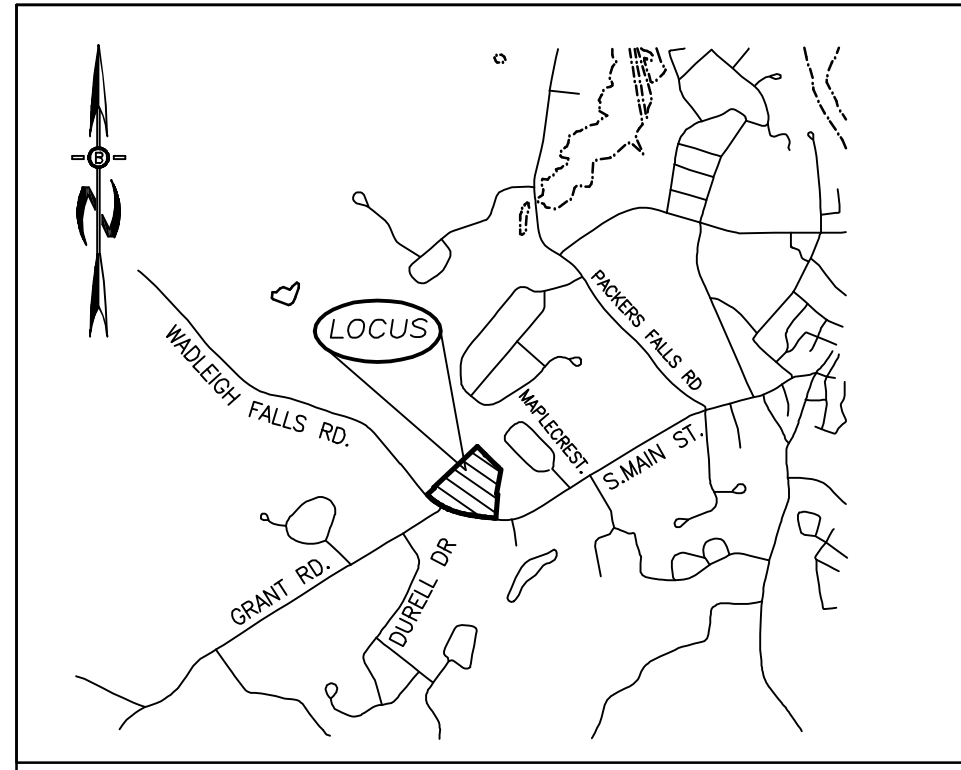 B
N
LOCUS
WADLEIGH FALLS RD.
PACKERS FALLS RD
MAPLECREST.
S.MAIN ST.
GRANT RD.
DURELL DR